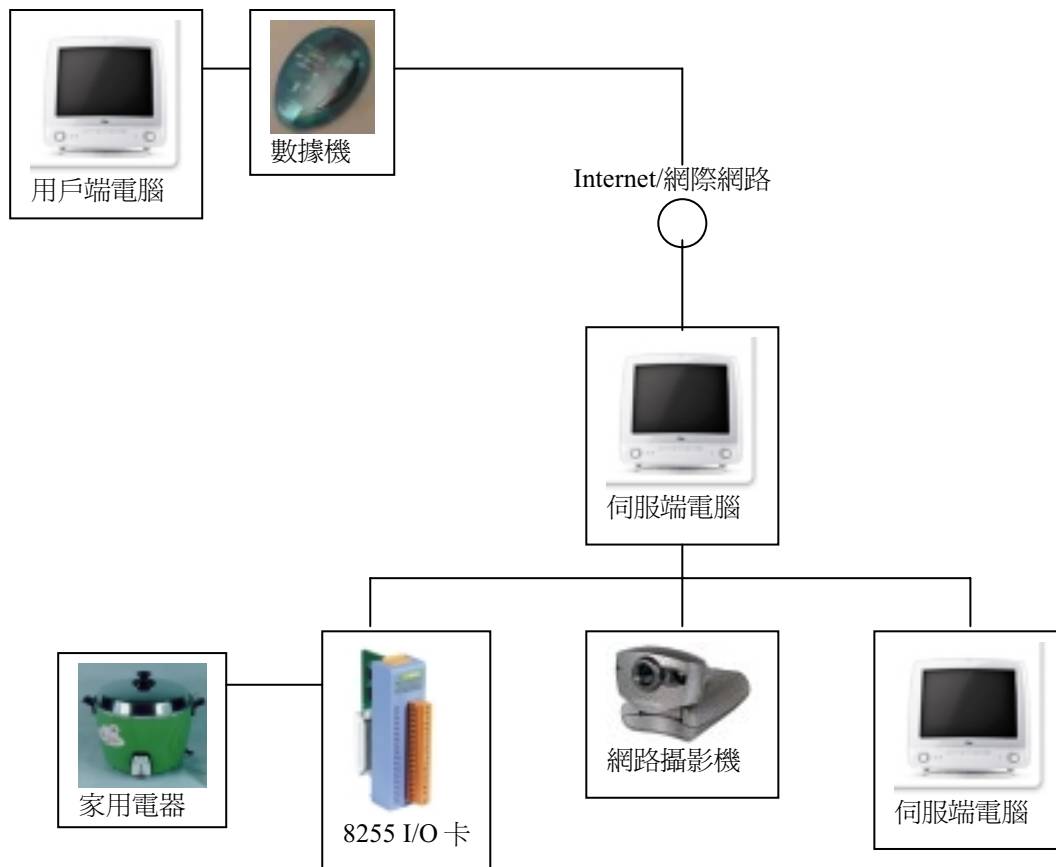 用戶端電腦
數據機
Internet/網際網路
伺服端電腦
家用電器
8255 I/O 卡
網路攝影機
伺服端電腦